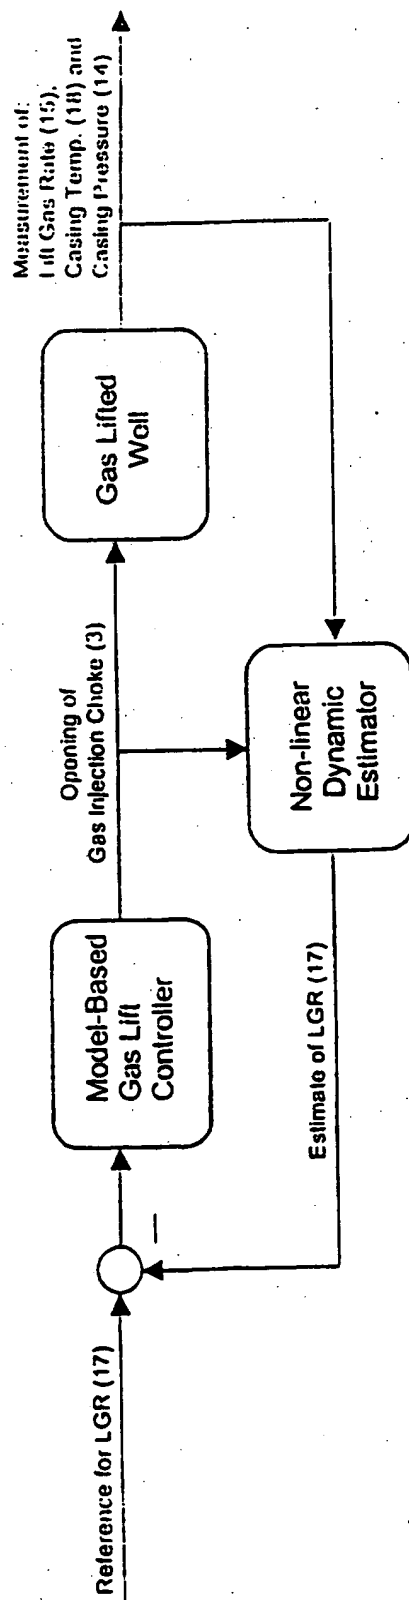 Reference for LGR (17)
Model-Based
Gas Lift
Controller
Opening of
Gas Injection Choke (3)
Gas Lifted
Well
Measurement of:
Lift Gas Rate (15),
Casing Temp. (18) and
Casing Pressure (14)
Non-linear
Dynamic
Estimator
Estimate of LGR (17)
—